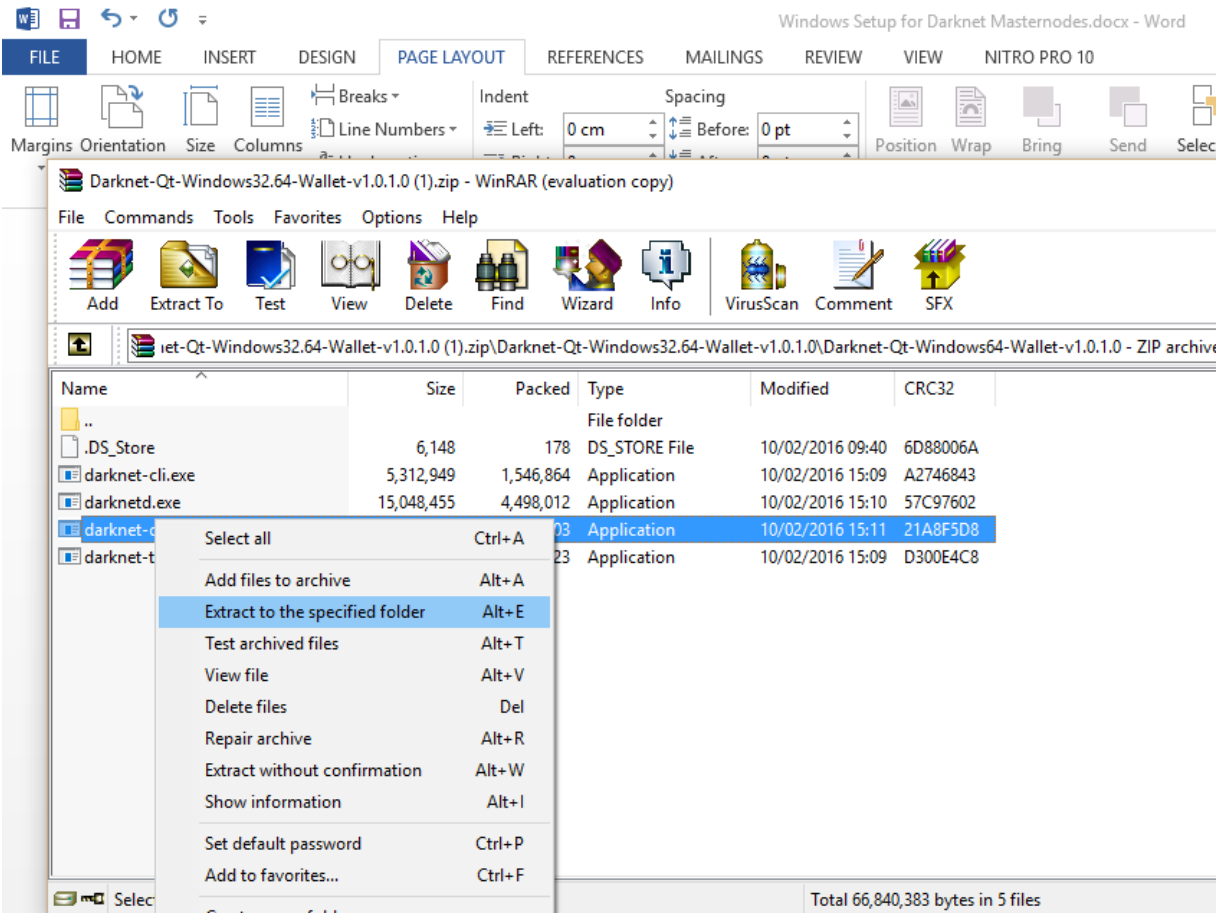 Windows Setup for Darknet Masternodes.docx - Word
FILE HOME INSERT DESIGN PAGE LAYOUT REFERENCES MAILINGS REVIEW VIEW NITRO PRO 10
Breaks Indent Spacing
Line Numbers Left: 0 cm Before: 0 pt
Margins Orientation Size Columns Position Wrap Bring Send Selec
Darknet-Qt-Windows32.64-Wallet-v1.0.1.0 (1).zip - WinRAR (evaluation copy)
File Commands Tools Favorites Options Help
Add Extract To Test View Delete Find Wizard Info VirusScan Comment SFX
et-Qt-Windows32.64-Wallet-v1.0.1.0 (1).zip\Darknet-Qt-Windows32.64-Wallet-v1.0.1.0\Darknet-Qt-Windows64-Wallet-v1.0.1.0 - ZIP archive
Name Size Packed Type Modified CRC32
.. File folder
.DS_Store 6,148 178 DS_STORE File 10/02/2016 09:40 6D88006A
darknet-cli.exe 5,312,949 1,546,864 Application 10/02/2016 15:09 A2746843
darknetd.exe 15,048,455 4,498,012 Application 10/02/2016 15:10 57C97602
darknet- 03 Application 10/02/2016 15:11 21A8F5D8
darknet-t 23 Application 10/02/2016 15:09 D300E4C8
Select all Ctrl+A
Add files to archive Alt+A
Extract to the specified folder Alt+E
Test archived files Alt+T
View file Alt+V
Delete files Del
Repair archive Alt+R
Extract without confirmation Alt+W
Show information Alt+I
Set default password Ctrl+P
Add to favorites... Ctrl+F
Selec Total 66,840,383 bytes in 5 files